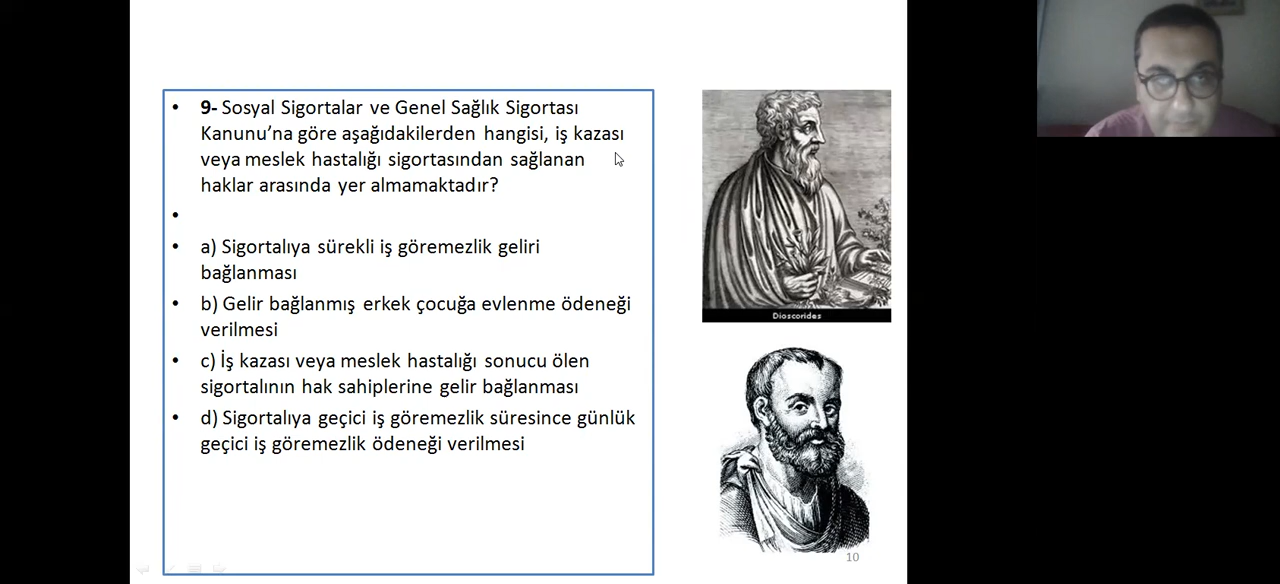 • 9- Sosyal Sigortalar ve Genel Sağlık Sigortası
Kanunu’na göre aşağıdakilerden hangisi, iş kazası
veya meslek hastalığı sigortasından sağlanan
haklar arasında yer almamaktadır?
•
• a) Sigortalıya sürekli iş göremezlik geliri
bağlanması
• b) Gelir bağlanmış erkek çocuğa evlenme ödeneği
verilmesi
• c) İş kazası veya meslek hastalığı sonucu ölen
sigortalının hak sahiplerine gelir bağlanması
• d) Sigortalıya geçici iş göremezlik süresince günlük
geçici iş göremezlik ödeneği verilmesi
Dioscorides
10